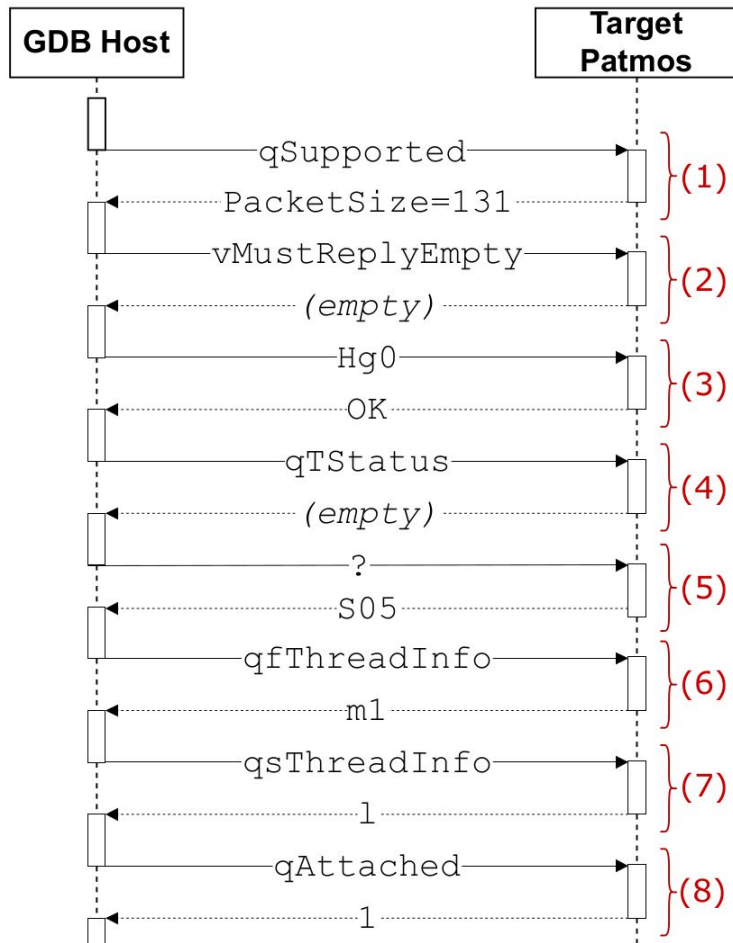 GDB Host
Target
Patmos
qSupported
(1)
PacketSize=131
vMustReplyEmpty
(2)
(empty)
Hg0
(3)
OK
qTStatus
(4)
(empty)
?
(5)
S05
qfThreadInfo
(6)
m1
qsThreadInfo
(7)
l
qAttached
(8)
1